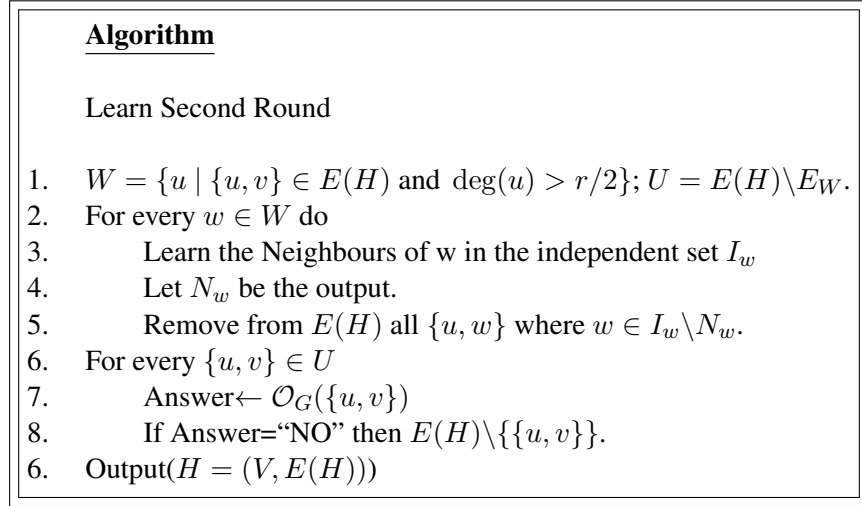 Algorithm
Learn Second Round
1. W = {u | {u, v} ∈ E(H) and deg(u) > r/2}; U = E(H)\E_W.
2. For every w ∈ W do
3. Learn the Neighbours of w in the independent set I_w
4. Let N_w be the output.
5. Remove from E(H) all {u, w} where w ∈ I_w\N_w.
6. For every {u, v} ∈ U
7. Answer← 𝒪_G({u, v})
8. If Answer="NO" then E(H)\{{u, v}}.
6. Output(H = (V, E(H)))